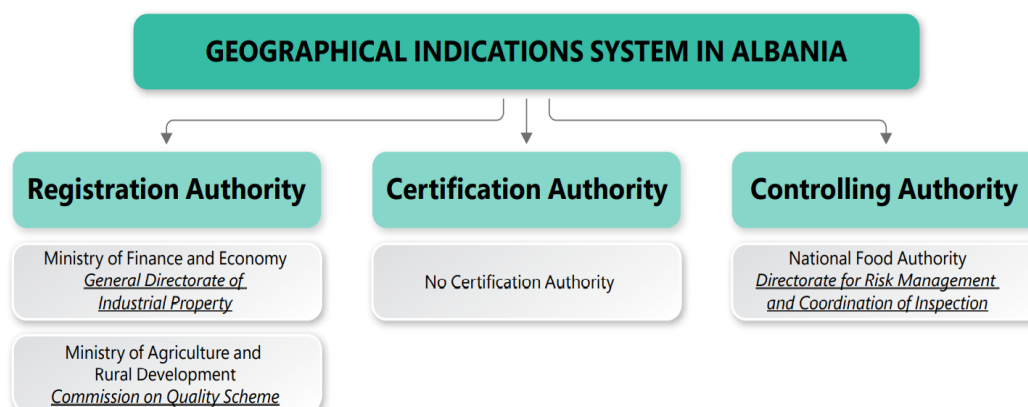 GEOGRAPHICAL INDICATIONS SYSTEM IN ALBANIA
Registration Authority
Ministry of Finance and Economy
General Directorate of
Industrial Property
Ministry of Agriculture and
Rural Development
Commission on Quality Scheme
Certification Authority
No Certification Authority
Controlling Authority
National Food Authority
Directorate for Risk Management
and Coordination of Inspection